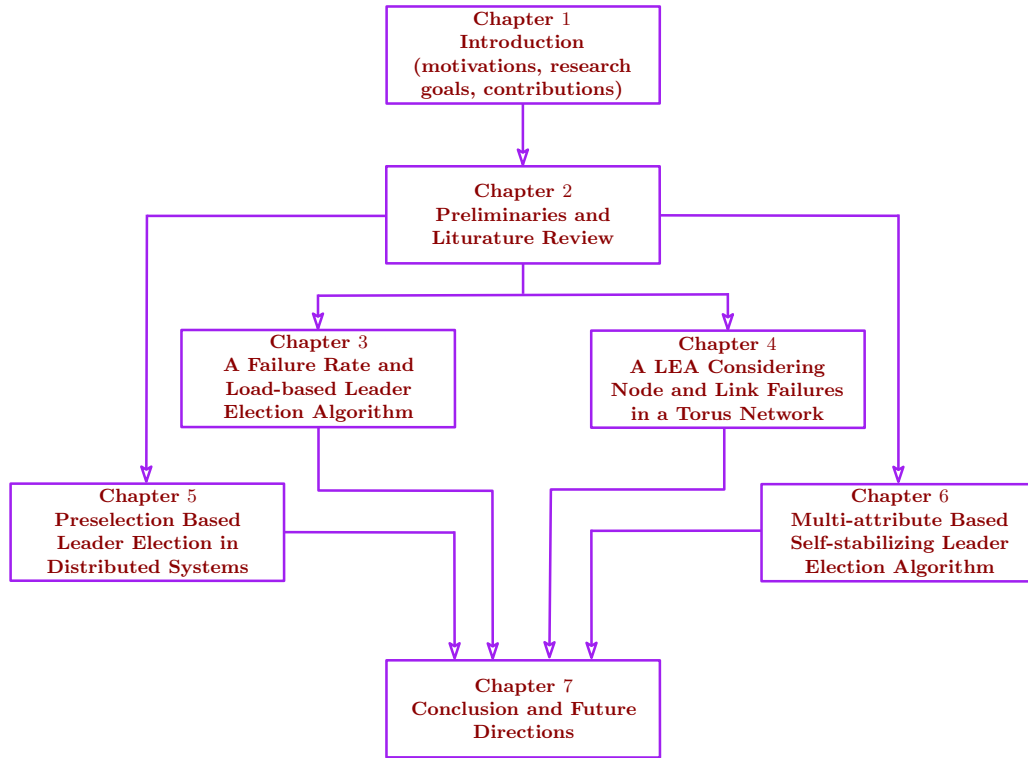 Chapter 1
Introduction
(motivations, research
goals, contributions)
Chapter 2
Preliminaries and
Liturature Review
Chapter 3
A Failure Rate and
Load-based Leader
Election Algorithm
Chapter 4
A LEA Considering
Node and Link Failures
in a Torus Network
Chapter 5
Preselection Based
Leader Election in
Distributed Systems
Chapter 6
Multi-attribute Based
Self-stabilizing Leader
Election Algorithm
Chapter 7
Conclusion and Future
Directions